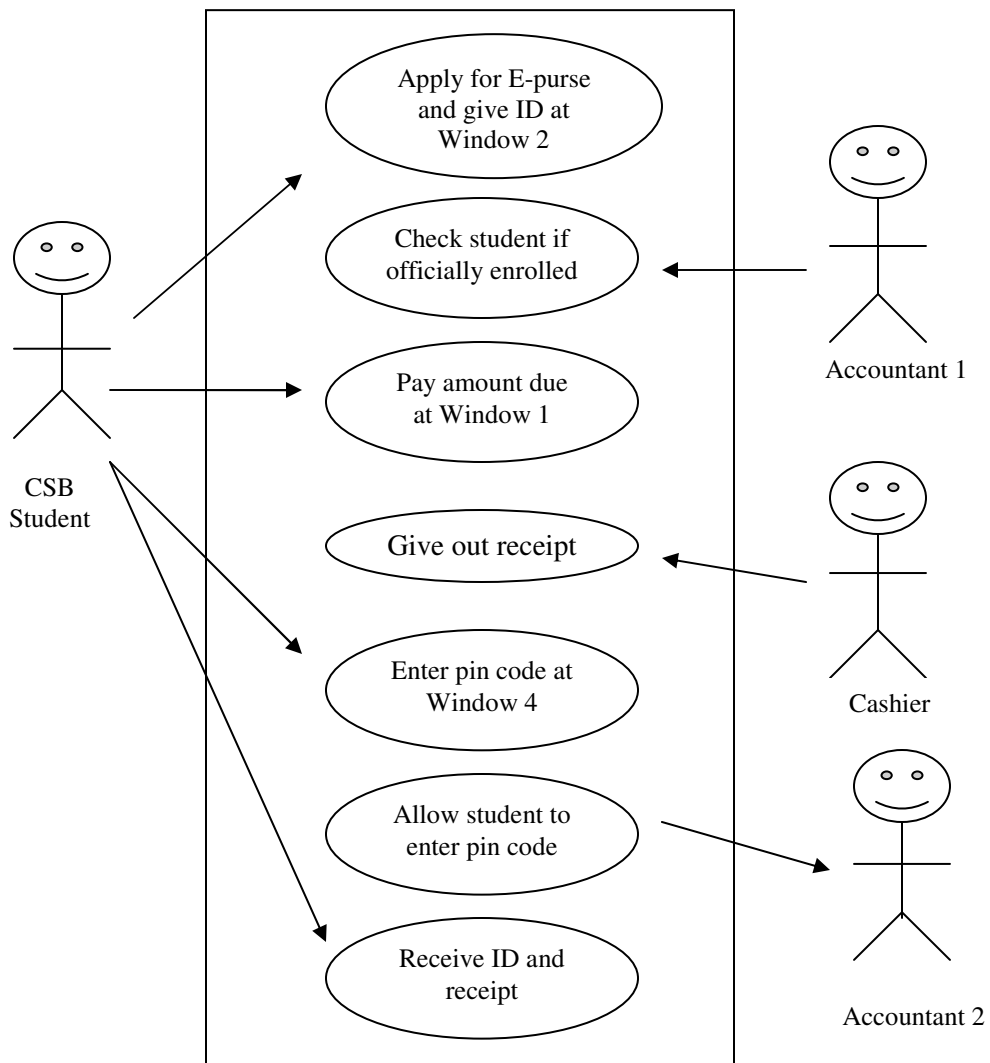 Apply for E-purse
and give ID at
Window 2
Check student if
officially enrolled
Accountant 1
Pay amount due
at Window 1
CSB
Student
Give out receipt
Enter pin code at
Window 4
Cashier
Allow student to
enter pin code
Receive ID and
receipt
Accountant 2